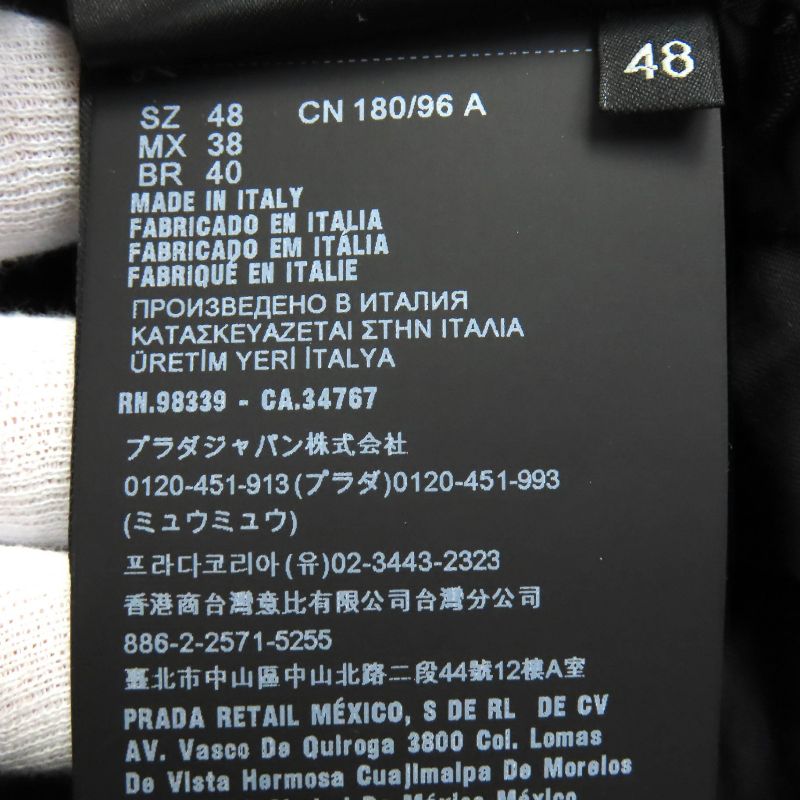 48
SZ 48 CN 180/96 A
MX 38
BR 40
MADE IN ITALY
FABRICADO EN ITALIA
FABRICADO EM ITÁLIA
FABRIQUÉ EN ITALIE
ПРОИЗВЕДЕНО В ИТАЛИЯ
ΚΑΤΑΣΚΕΥΑΖΕΤΑΙ ΣΤΗΝ ΙΤΑΛΙΑ
ÜRETİM YERİ İTALYA
RN.98339 - CA.34767
プラダジャパン株式会社
0120-451-913(プラダ)0120-451-993
(ミュウミュウ)
프라다코리아(유)02-3443-2323
香港商台灣意比有限公司台灣分公司
886-2-2571-5255
臺北市中山區中山北路二段44號12樓A室
PRADA RETAIL MÉXICO, S DE RL DE CV
AV. Vasco De Quiroga 3800 Col. Lomas
De Vista Hermosa Cuajimalpa De Morelos